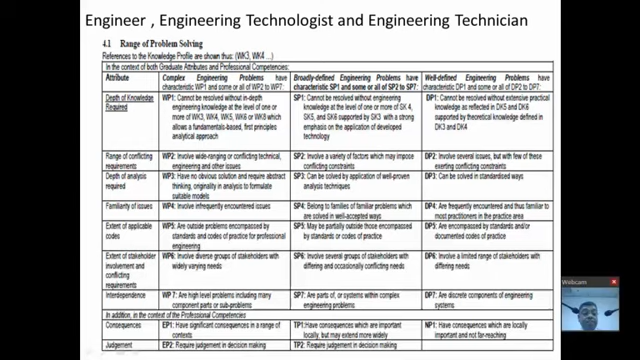 Engineer , Engineering Technologist and Engineering Technician
4.1 Range of Problem Solving
References to the Knowledge Profile are shown thus: (WK3, WK4 ...)
In the context of both Graduate Attributes and Professional Competencies:
Attribute
Complex Engineering Problems have characteristic WP1 and some or all of WP2 to WP7:
Broadly-defined Engineering Problems have characteristic SP1 and some or all of SP2 to SP7:
Well-defined Engineering Problems have characteristic DP1 and some or all of DP2 to DP7:
Depth of Knowledge Required
WP1: Cannot be resolved without in-depth engineering knowledge at the level of one or more of WK3, WK4, WK5, WK6 or WK8 which allows a fundamentals-based, first principles analytical approach
SP1: Cannot be resolved without engineering knowledge at the level of one or more of SK 4, SK5, and SK6 supported by SK3 with a strong emphasis on the application of developed technology
DP1: Cannot be resolved without extensive practical knowledge as reflected in DK5 and DK6 supported by theoretical knowledge defined in DK3 and DK4
Range of conflicting requirements
WP2: Involve wide-ranging or conflicting technical, engineering and other issues
SP2: Involve a variety of factors which may impose conflicting constraints
DP2: Involve several issues, but with few of these exerting conflicting constraints
Depth of analysis required
WP3: Have no obvious solution and require abstract thinking, originality in analysis to formulate suitable models
SP3: Can be solved by application of well-proven analysis techniques
DP3: Can be solved in standardised ways
Familiarity of issues
WP4: Involve infrequently encountered issues
SP4: Belong to families of familiar problems which are solved in well-accepted ways
DP4: Are frequently encountered and thus familiar to most practitioners in the practice area
Extent of applicable codes
WP5: Are outside problems encompassed by standards and codes of practice for professional engineering
SP5: May be partially outside those encompassed by standards or codes of practice
DP5: Are encompassed by standards and/or documented codes of practice
Extent of stakeholder involvement and conflicting requirements
WP6: Involve diverse groups of stakeholders with widely varying needs
SP6: Involve several groups of stakeholders with differing and occasionally conflicting needs
DP6: Involve a limited range of stakeholders with differing needs
Interdependence
WP 7: Are high level problems including many component parts or sub-problems
SP7: Are parts of, or systems within complex engineering problems
DP7: Are discrete components of engineering systems
In addition, in the context of the Professional Competencies
Consequences
EP1: Have significant consequences in a range of contexts
TP1: Have consequences which are important locally, but may extend more widely
NP1: Have consequences which are locally important and not far-reaching
Judgement
EP2: Require judgement in decision making
TP2: Require judgement in decision making
Webcam